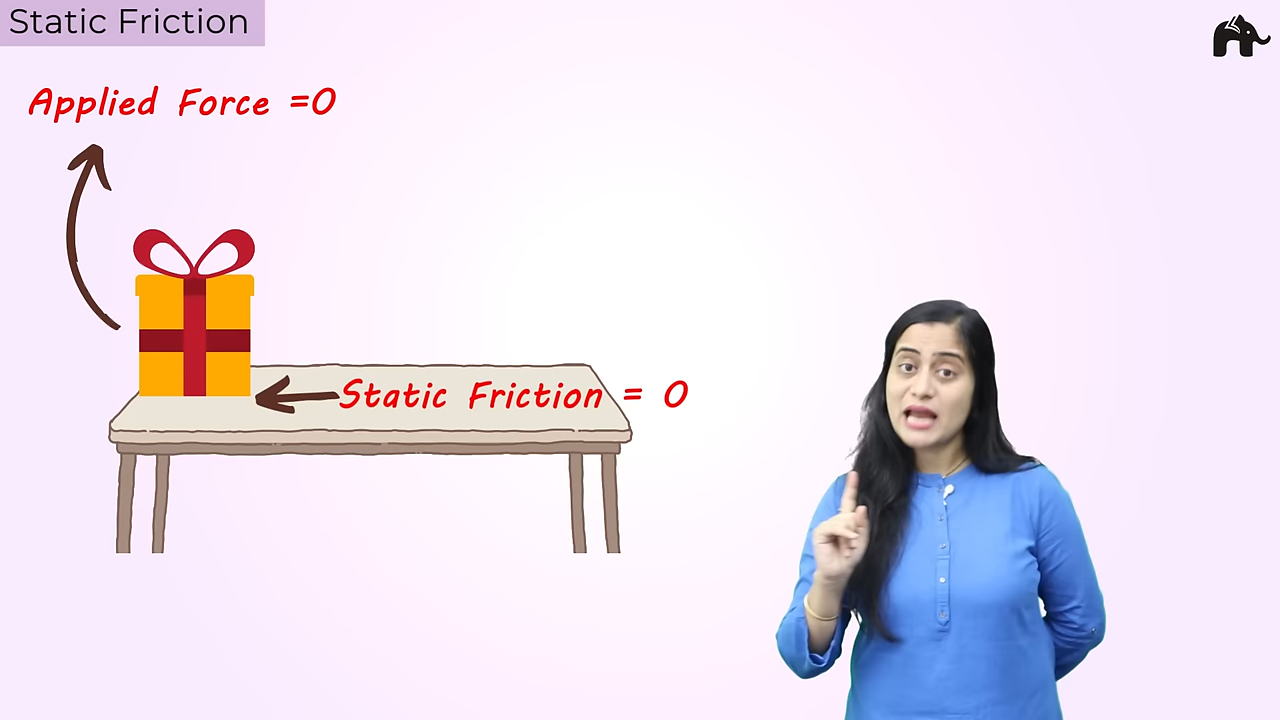 Static Friction
Applied Force =0
Static Friction = 0